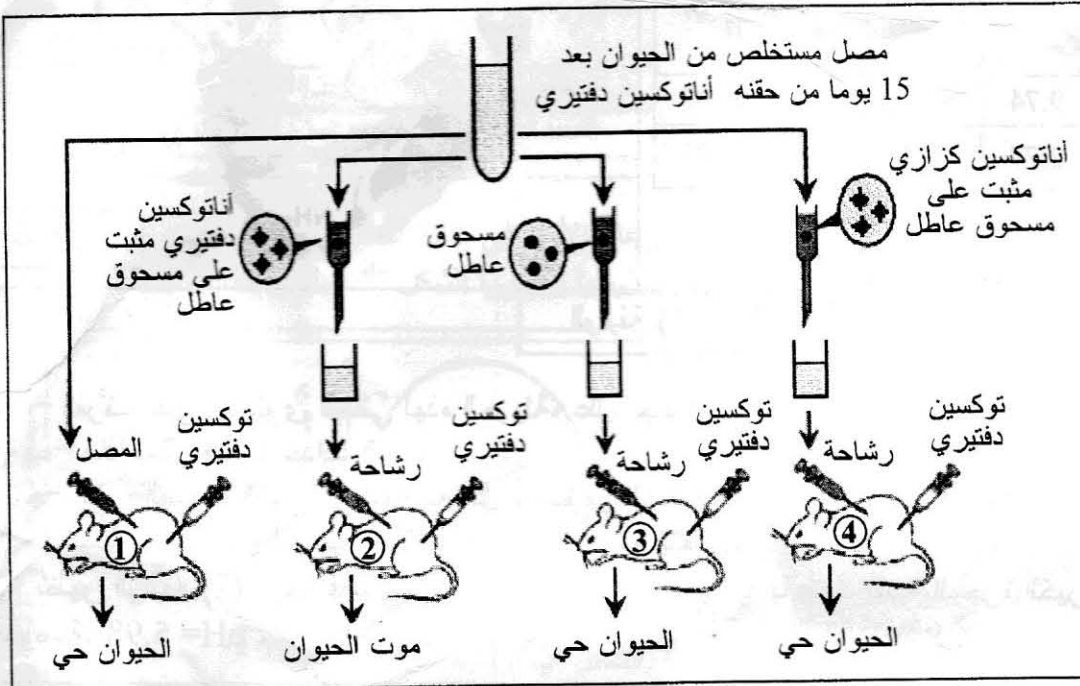 مصل مستخلص من الحيوان بعد
15 يوما من حقنه أناتوكسين دفتيري
أناتوكسين كزازي
مثبت على
مسحوق عاطل
مسحوق
عاطل
أناتوكسين
دفتيري مثبت
على مسحوق
عاطل
المصل
توكسين
دفتيري
رشاحة
توكسين
دفتيري
رشاحة
توكسين
دفتيري
رشاحة
توكسين
دفتيري
1
2
3
4
الحيوان حي
موت الحيوان
الحيوان حي
الحيوان حي
9.74